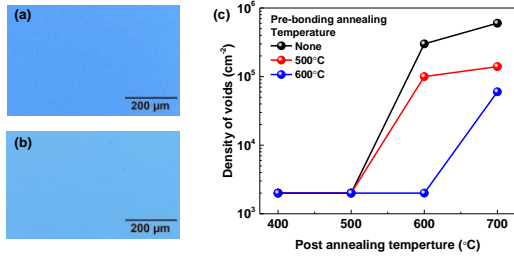 (a)
200 µm
(b)
200 µm
(c)
Pre-bonding annealing
Temperature
None
500°C
600°C
Density of voids (cm⁻²)
10⁶
10⁵
10⁴
10³
400 500 600 700
Post annealing temperture (°C)